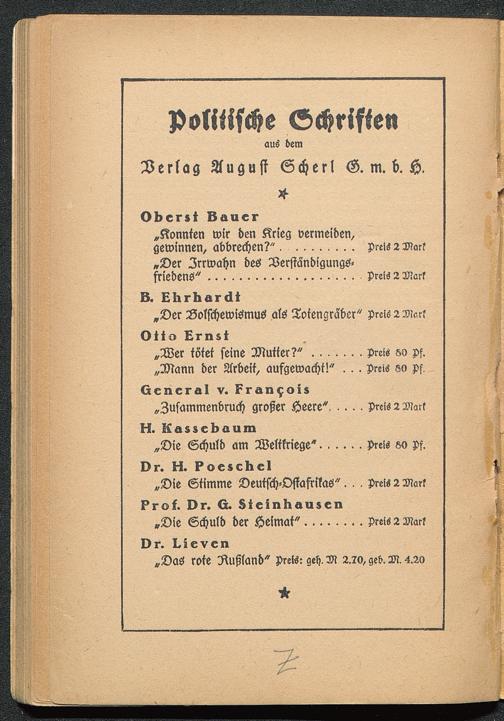 Politische Schriften
aus dem
Verlag August Scherl G. m. b. H.
Oberst Bauer
„Konnten wir den Krieg vermeiden,
gewinnen, abbrechen?“ . . . . . . . . . . Preis 2 Mark
„Der Irrwahn des Verständigungs-
friedens“ . . . . . . . . . . . . . . . . . . . Preis 2 Mark
B. Ehrhardt
„Der Bolschewismus als Totengräber“ Preis 2 Mark
Otto Ernst
„Wer tötet seine Mutter?“ . . . . . . . Preis 80 Pf.
„Mann der Arbeit, aufgewacht!“ . . . Preis 80 Pf.
General v. François
„Zusammenbruch großer Heere“ . . . . . Preis 2 Mark
H. Kassebaum
„Die Schuld am Weltkriege“ . . . . . . Preis 80 Pf.
Dr. H. Poeschel
„Die Stimme Deutsch-Ostafrikas“ . . . Preis 2 Mark
Prof. Dr. G. Steinhausen
„Die Schuld der Heimat“ . . . . . . . . Preis 2 Mark
Dr. Lieven
„Das rote Rußland“ Preis: geh. M 2.70, geb. M. 4.20
Z